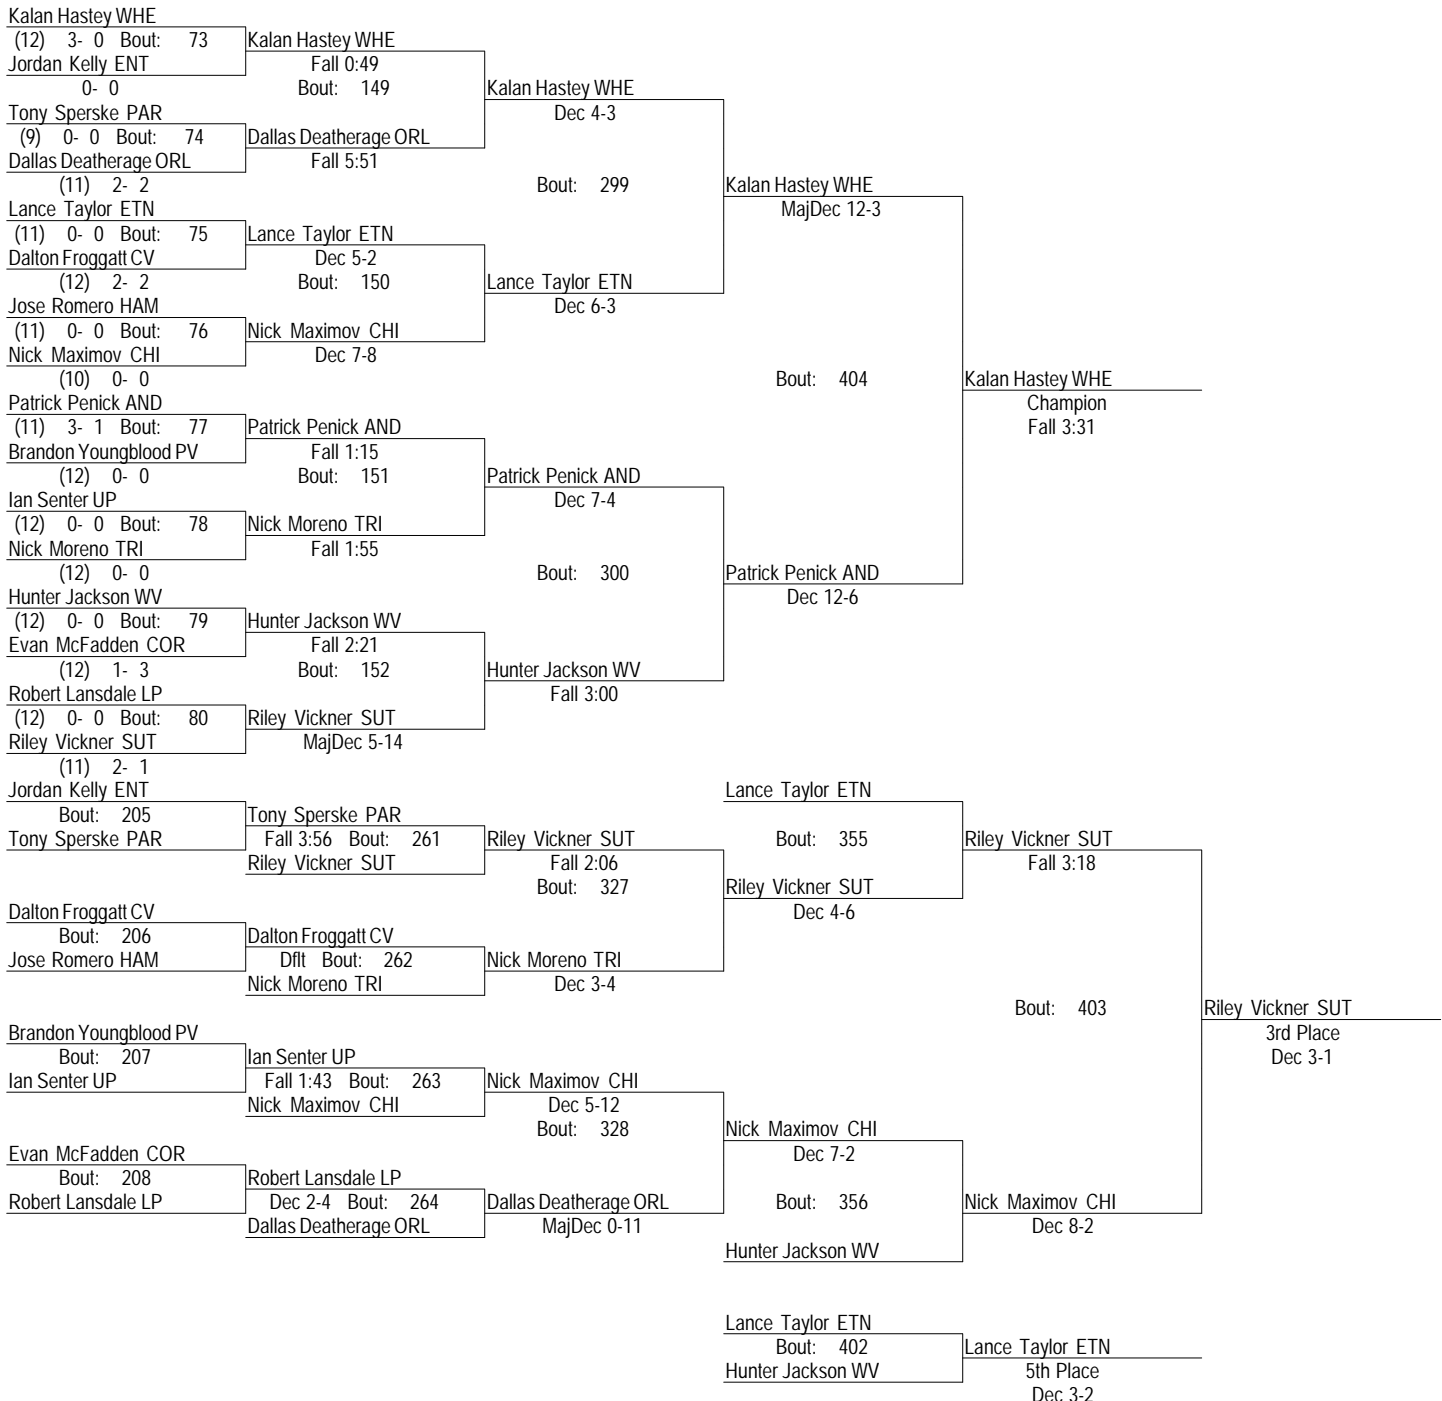 Kalan Hastey WHE
(12) 3- 0 Bout: 73 Kalan Hastey WHE
Jordan Kelly ENT Fall 0:49
0- 0 Bout: 149 Kalan Hastey WHE
Tony Sperske PAR Dec 4-3
(9) 0- 0 Bout: 74 Dallas Deatherage ORL
Dallas Deatherage ORL Fall 5:51
(11) 2- 2 Bout: 299 Kalan Hastey WHE
Lance Taylor ETN MajDec 12-3
(11) 0- 0 Bout: 75 Lance Taylor ETN
Dalton Froggatt CV Dec 5-2
(12) 2- 2 Bout: 150 Lance Taylor ETN
Jose Romero HAM Dec 6-3
(11) 0- 0 Bout: 76 Nick Maximov CHI
Nick Maximov CHI Dec 7-8
(10) 0- 0 Bout: 404 Kalan Hastey WHE
Patrick Penick AND Champion
(11) 3- 1 Bout: 77 Patrick Penick AND Fall 3:31
Brandon Youngblood PV Fall 1:15
(12) 0- 0 Bout: 151 Patrick Penick AND
Ian Senter UP Dec 7-4
(12) 0- 0 Bout: 78 Nick Moreno TRI
Nick Moreno TRI Fall 1:55
(12) 0- 0 Bout: 300 Patrick Penick AND
Hunter Jackson WV Dec 12-6
(12) 0- 0 Bout: 79 Hunter Jackson WV
Evan McFadden COR Fall 2:21
(12) 1- 3 Bout: 152 Hunter Jackson WV
Robert Lansdale LP Fall 3:00
(12) 0- 0 Bout: 80 Riley Vickner SUT
Riley Vickner SUT MajDec 5-14
(11) 2- 1
Jordan Kelly ENT Lance Taylor ETN
Bout: 205 Tony Sperske PAR
Tony Sperske PAR Fall 3:56 Bout: 261 Riley Vickner SUT Bout: 355 Riley Vickner SUT
Riley Vickner SUT Fall 2:06 Fall 3:18
Bout: 327 Riley Vickner SUT
Dalton Froggatt CV Dec 4-6
Bout: 206 Dalton Froggatt CV
Jose Romero HAM Dflt Bout: 262 Nick Moreno TRI
Nick Moreno TRI Dec 3-4
Bout: 403 Riley Vickner SUT
Brandon Youngblood PV 3rd Place
Bout: 207 Ian Senter UP Dec 3-1
Ian Senter UP Fall 1:43 Bout: 263 Nick Maximov CHI
Nick Maximov CHI Dec 5-12
Bout: 328 Nick Maximov CHI
Evan McFadden COR Dec 7-2
Bout: 208 Robert Lansdale LP
Robert Lansdale LP Dec 2-4 Bout: 264 Dallas Deatherage ORL Bout: 356 Nick Maximov CHI
Dallas Deatherage ORL MajDec 0-11 Dec 8-2
Hunter Jackson WV
Lance Taylor ETN
Bout: 402 Lance Taylor ETN
Hunter Jackson WV 5th Place
Dec 3-2